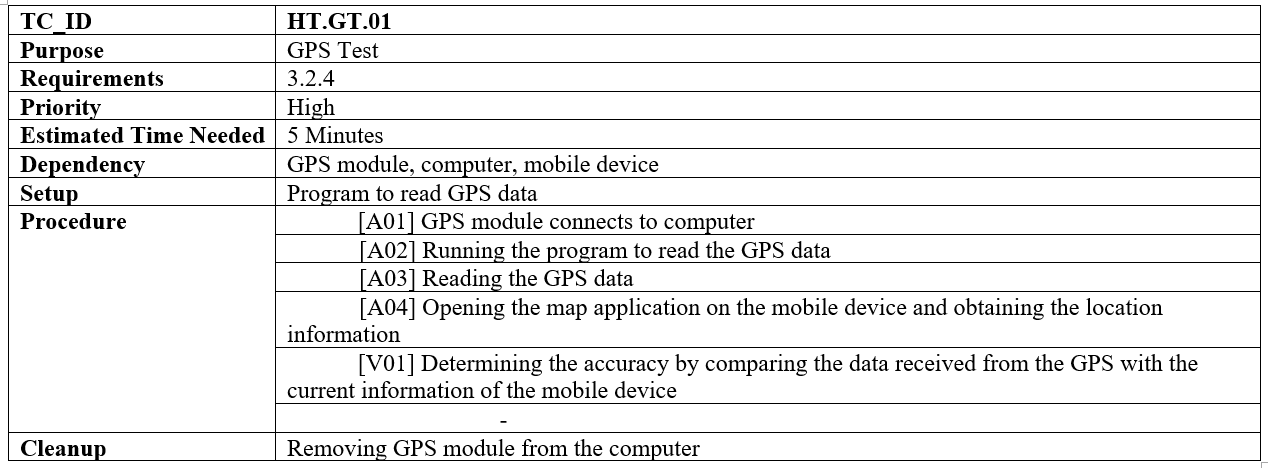 TC_ID HT.GT.01
Purpose GPS Test
Requirements 3.2.4
Priority High
Estimated Time Needed 5 Minutes
Dependency GPS module, computer, mobile device
Setup Program to read GPS data
Procedure [A01] GPS module connects to computer
[A02] Running the program to read the GPS data
[A03] Reading the GPS data
[A04] Opening the map application on the mobile device and obtaining the location
information
[V01] Determining the accuracy by comparing the data received from the GPS with the
current information of the mobile device
-
Cleanup Removing GPS module from the computer